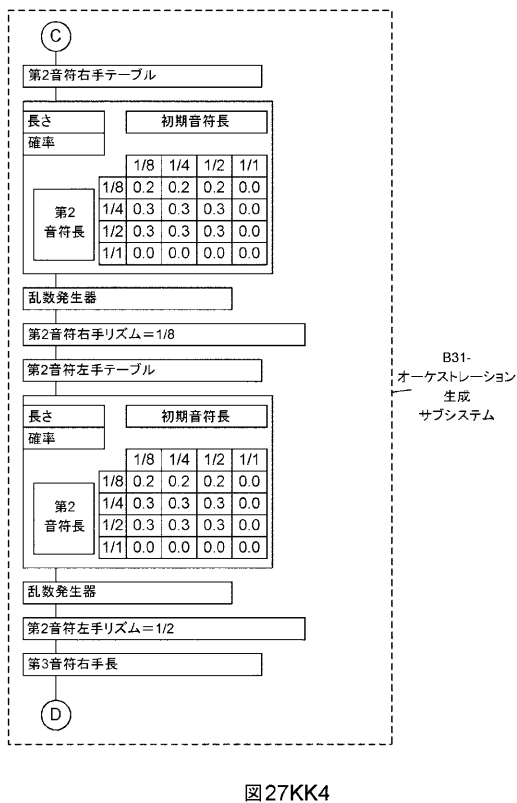 C
第2音符右手テーブル
長さ
確率
初期音符長
1/8 1/4 1/2 1/1
第2
音符長
1/8 0.2 0.2 0.2 0.0
1/4 0.3 0.3 0.3 0.0
1/2 0.3 0.3 0.3 0.0
1/1 0.0 0.0 0.0 0.0
乱数発生器
第2音符右手リズム＝1/8
第2音符左手テーブル
長さ
確率
初期音符長
1/8 1/4 1/2 1/1
第2
音符長
1/8 0.2 0.2 0.2 0.0
1/4 0.3 0.3 0.3 0.0
1/2 0.3 0.3 0.3 0.0
1/1 0.0 0.0 0.0 0.0
乱数発生器
第2音符左手リズム＝1/2
第3音符右手長
D
B31-
オーケストレーション
生成
サブシステム
図27KK4